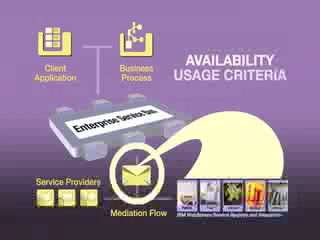 AVAILABILITY
USAGE CRITERIA
Client
Application
Business
Process
Enterprise Service Bus
Service Providers
Mediation Flow
IBM WebSphere Service Registry and Repository